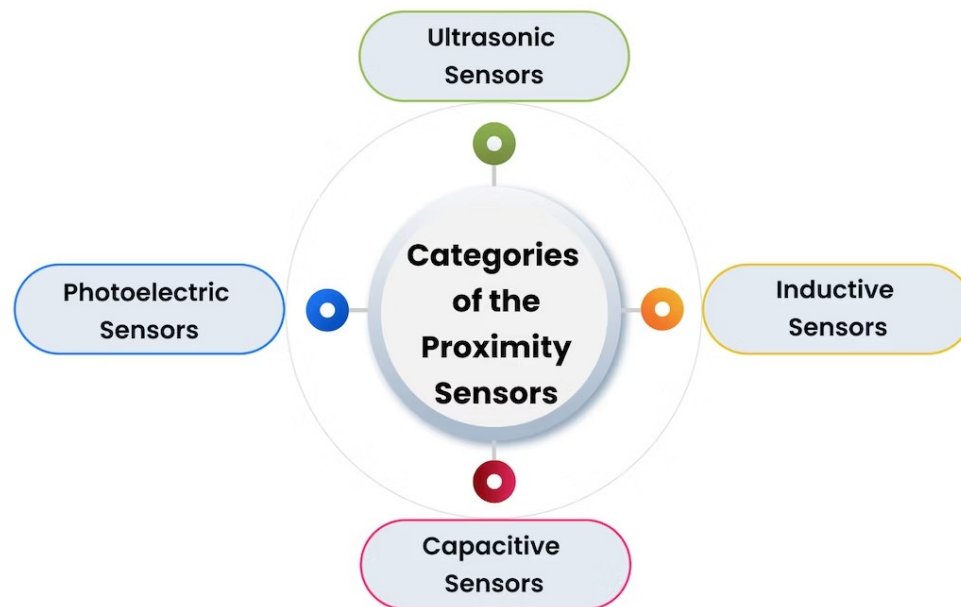 Ultrasonic
Sensors
Photoelectric
Sensors
Categories
of the
Proximity
Sensors
Inductive
Sensors
Capacitive
Sensors